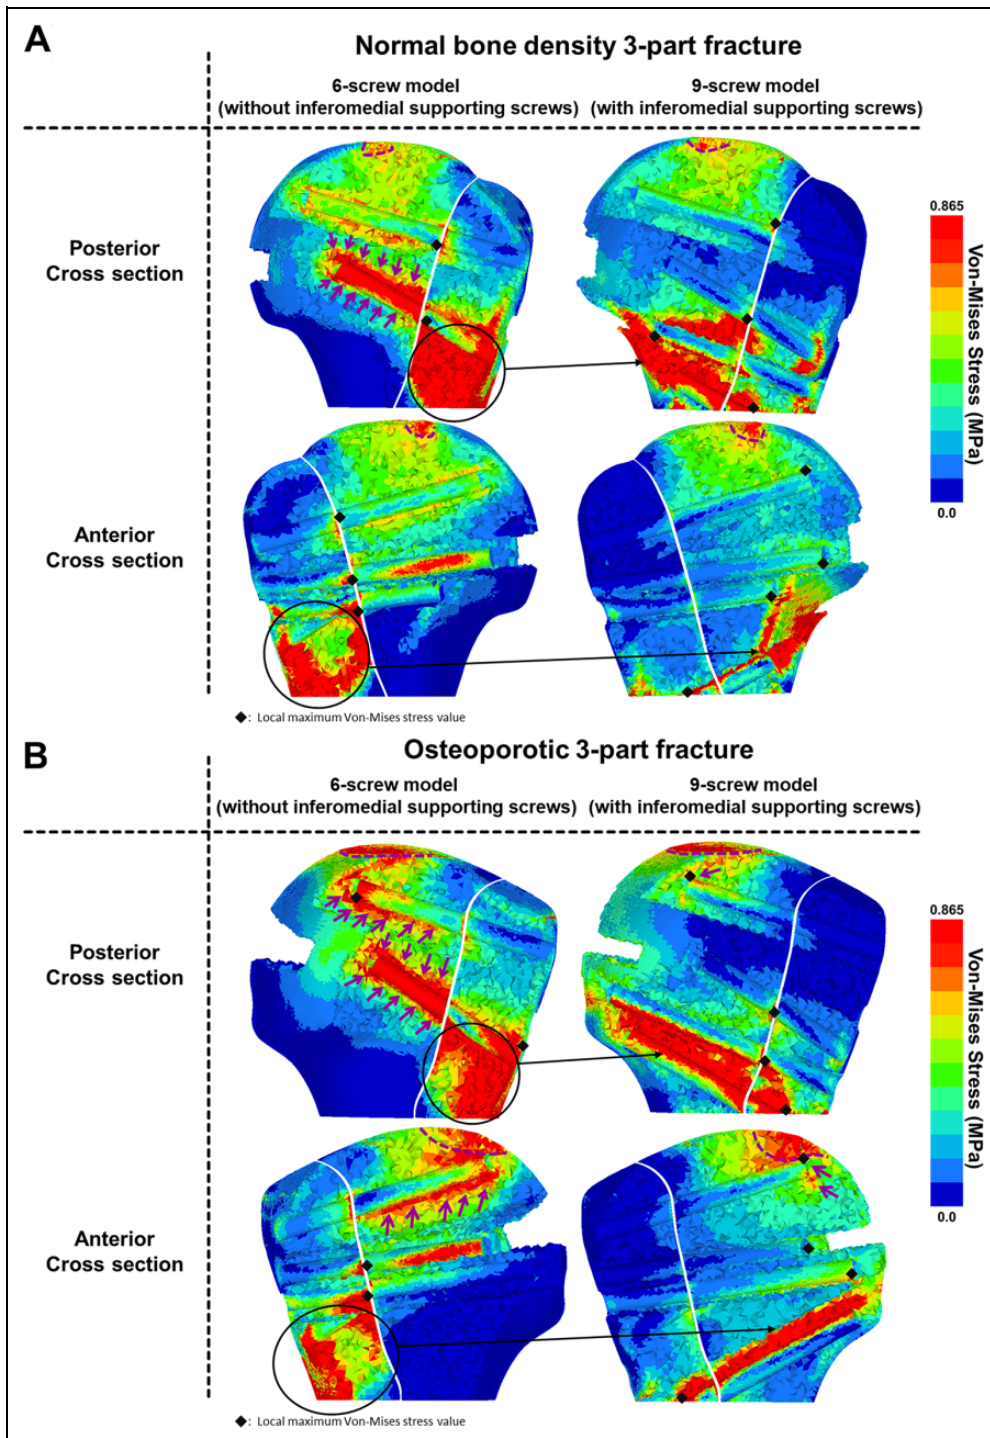 A
Normal bone density 3-part fracture
6-screw model
(without inferomedial supporting screws)
9-screw model
(with inferomedial supporting screws)
Posterior
Cross section
Anterior
Cross section
0.865
Von-Mises Stress (MPa)
0.0
◆: Local maximum Von-Mises stress value
B
Osteoporotic 3-part fracture
6-screw model
(without inferomedial supporting screws)
9-screw model
(with inferomedial supporting screws)
Posterior
Cross section
Anterior
Cross section
0.865
Von-Mises Stress (MPa)
0.0
◆: Local maximum Von-Mises stress value